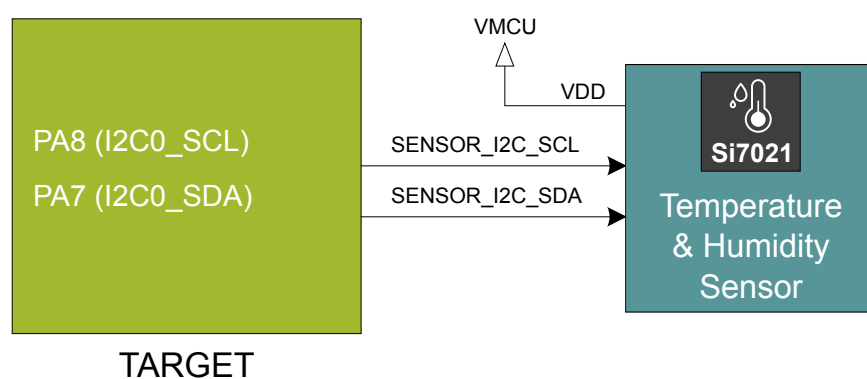 VMCU
VDD
PA8 (I2C0_SCL)
SENSOR_I2C_SCL
Si7021
PA7 (I2C0_SDA)
SENSOR_I2C_SDA
Temperature
& Humidity
Sensor
TARGET